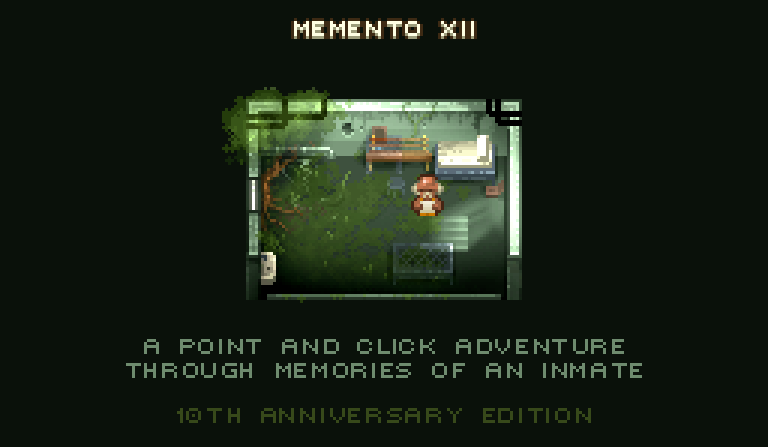 MEMENTO XII
A POINT AND CLICK ADVENTURE
THROUGH MEMORIES OF AN INMATE
10TH ANNIVERSARY EDITION